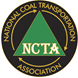 NATIONAL COAL TRANSPORTATION
NCTA
ASSOCIATION